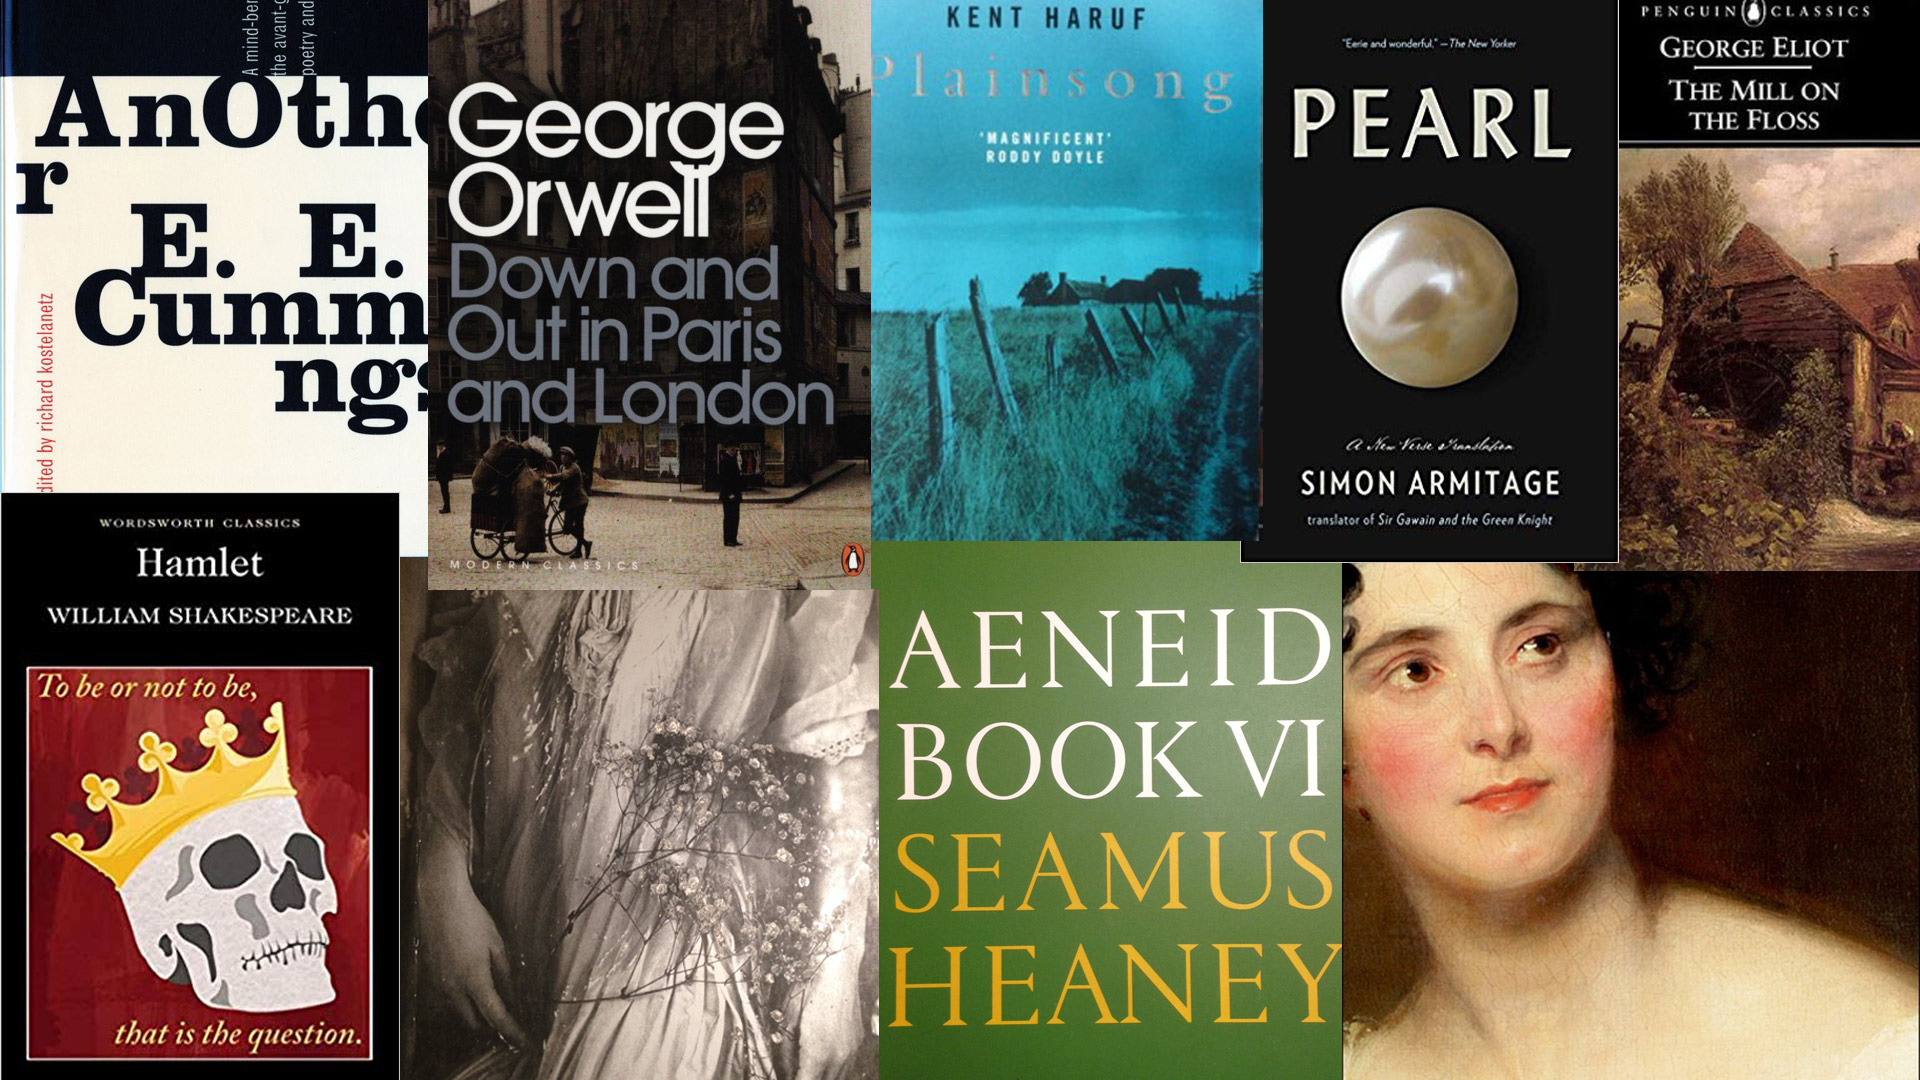 A mind-ben
the avant-g
poetry and
AnOthe
r
E. E.
Cumm
ngs
dited by richard kostelanetz
George
Orwell
Down and
Out in Paris
and London
MODERN CLASSICS
KENT HARUF
Plainsong
'MAGNIFICENT'
RODDY DOYLE
"Eerie and wonderful." —The New Yorker
PEARL
A New Verse Translation
SIMON ARMITAGE
translator of Sir Gawain and the Green Knight
PENGUIN CLASSICS
GEORGE ELIOT
THE MILL ON
THE FLOSS
WORDSWORTH CLASSICS
Hamlet
WILLIAM SHAKESPEARE
To be or not to be,
that is the question.
AENEID
BOOK VI
SEAMUS
HEANEY